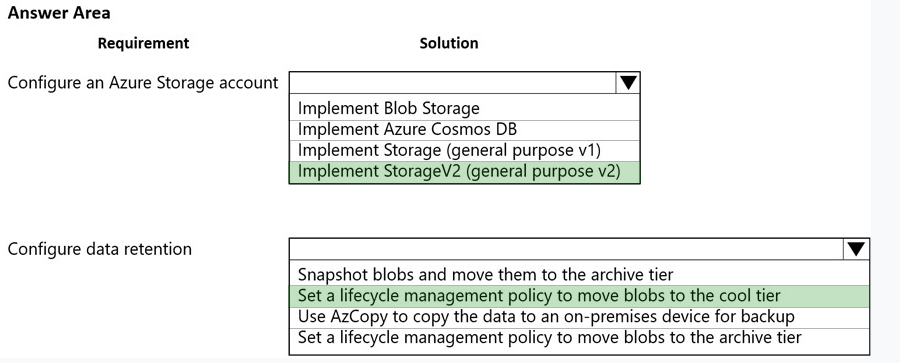 Answer Area
Requirement Solution
Configure an Azure Storage account
Implement Blob Storage
Implement Azure Cosmos DB
Implement Storage (general purpose v1)
Implement StorageV2 (general purpose v2)
Configure data retention
Snapshot blobs and move them to the archive tier
Set a lifecycle management policy to move blobs to the cool tier
Use AzCopy to copy the data to an on-premises device for backup
Set a lifecycle management policy to move blobs to the archive tier